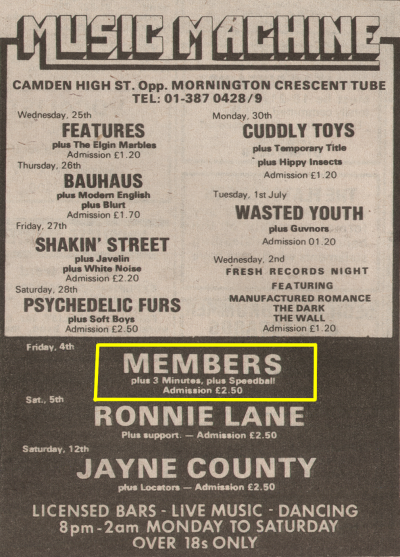 MUSIC MACHINE
CAMDEN HIGH ST. Opp. MORNINGTON CRESCENT TUBE
TEL: 01-387 0428/9
Wednesday, 25th
FEATURES
plus The Elgin Marbles
Admission £1.20
Thursday, 26th
BAUHAUS
plus Modern English
plus Blurt
Admission £1.70
Friday, 27th
SHAKIN' STREET
plus Javelin
plus White Noise
Admission £2.20
Saturday, 28th
PSYCHEDELIC FURS
plus Soft Boys
Admission £2.50
Monday, 30th
CUDDLY TOYS
plus Temporary Title
plus Hippy Insects
Admission £1.20
Tuesday, 1st July
WASTED YOUTH
plus Guvnors
Admission 01.20
Wednesday, 2nd
FRESH RECORDS NIGHT
FEATURING
MANUFACTURED ROMANCE
THE DARK
THE WALL
Admission £1.20
Friday, 4th
MEMBERS
plus 3 Minutes, plus Speedball
Admission £2.50
Sat., 5th
RONNIE LANE
Plus support. — Admission £2.50
Saturday, 12th
JAYNE COUNTY
plus Locators — Admission £2.50
LICENSED BARS - LIVE MUSIC - DANCING
8pm-2am MONDAY TO SATURDAY
OVER 18s ONLY